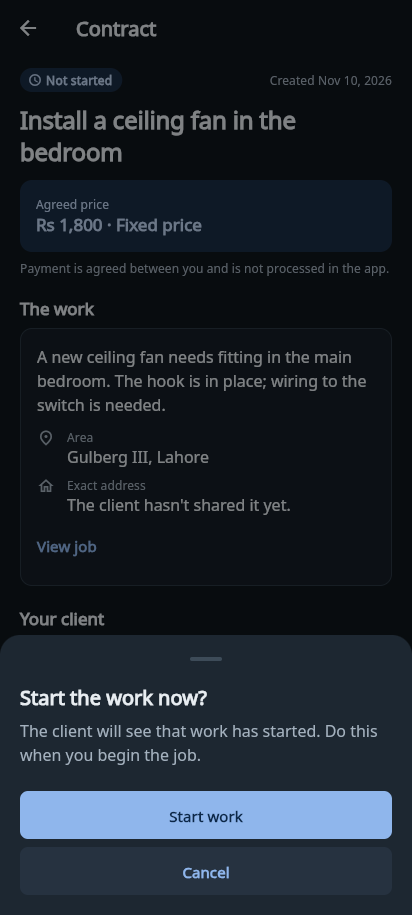 Contract
Not started
Created Nov 10, 2026
Install a ceiling fan in the
bedroom
Agreed price
Rs 1,800 · Fixed price
Payment is agreed between you and is not processed in the app.
The work
A new ceiling fan needs fitting in the main
bedroom. The hook is in place; wiring to the
switch is needed.
Area
Gulberg III, Lahore
Exact address
The client hasn't shared it yet.
View job
Your client
Start the work now?
The client will see that work has started. Do this
when you begin the job.
Start work
Cancel